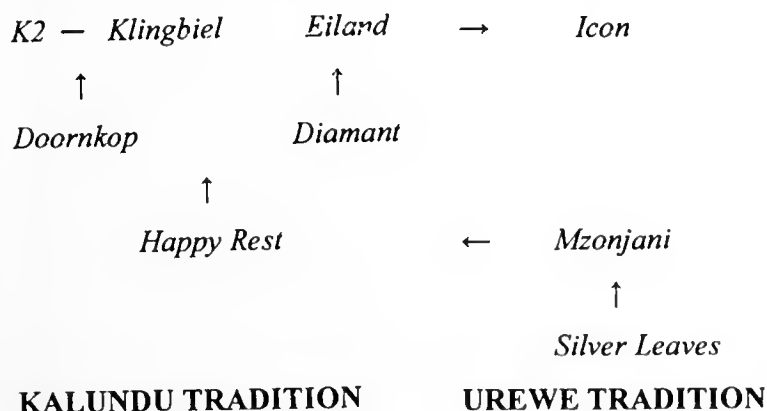 K2 — Klingbiel Eiland → Icon
↑ ↑
Doornkop Diamant
↑
Happy Rest ← Mzonjani
↑
Silver Leaves
KALUNDU TRADITION UREWE TRADITION